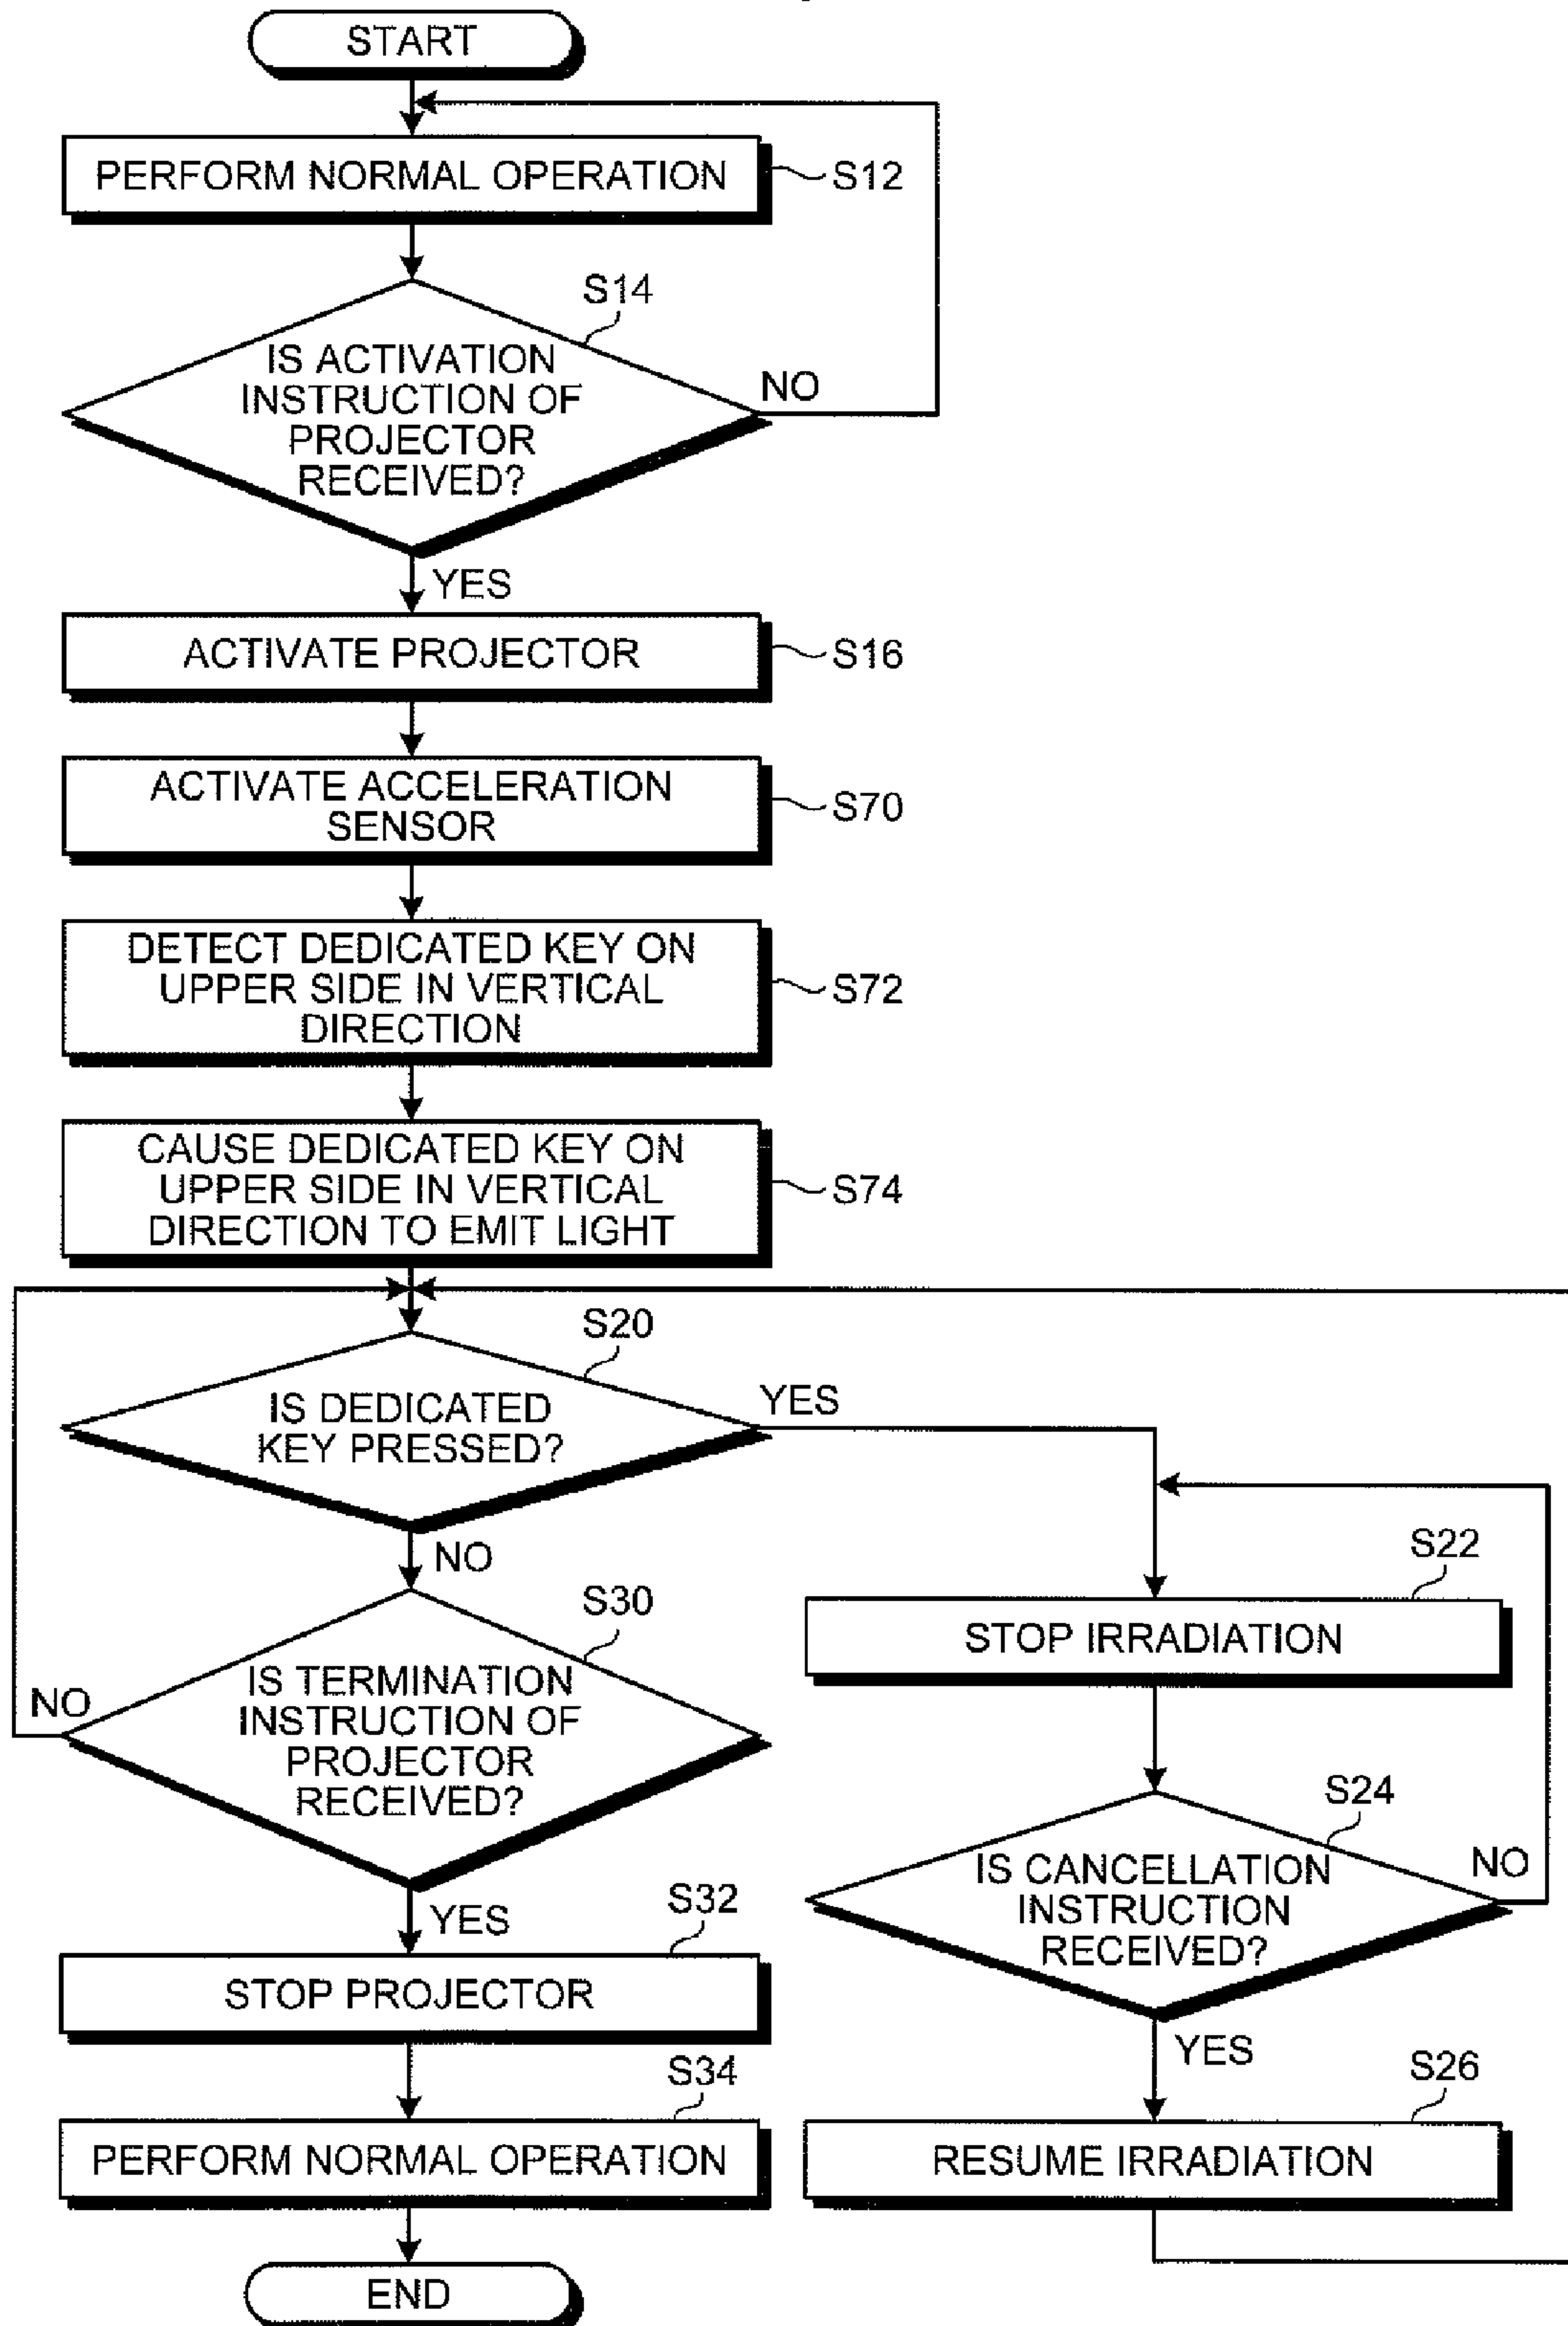 START
PERFORM NORMAL OPERATION
S12
S14
IS ACTIVATION
INSTRUCTION OF
PROJECTOR
RECEIVED?
NO
YES
ACTIVATE PROJECTOR
S16
ACTIVATE ACCELERATION
SENSOR
S70
DETECT DEDICATED KEY ON
UPPER SIDE IN VERTICAL
DIRECTION
S72
CAUSE DEDICATED KEY ON
UPPER SIDE IN VERTICAL
DIRECTION TO EMIT LIGHT
S74
S20
IS DEDICATED
KEY PRESSED?
YES
NO
S30
IS TERMINATION
INSTRUCTION OF
PROJECTOR
RECEIVED?
NO
YES
S32
STOP PROJECTOR
S34
PERFORM NORMAL OPERATION
END
S22
STOP IRRADIATION
S24
IS CANCELLATION
INSTRUCTION
RECEIVED?
NO
YES
S26
RESUME IRRADIATION